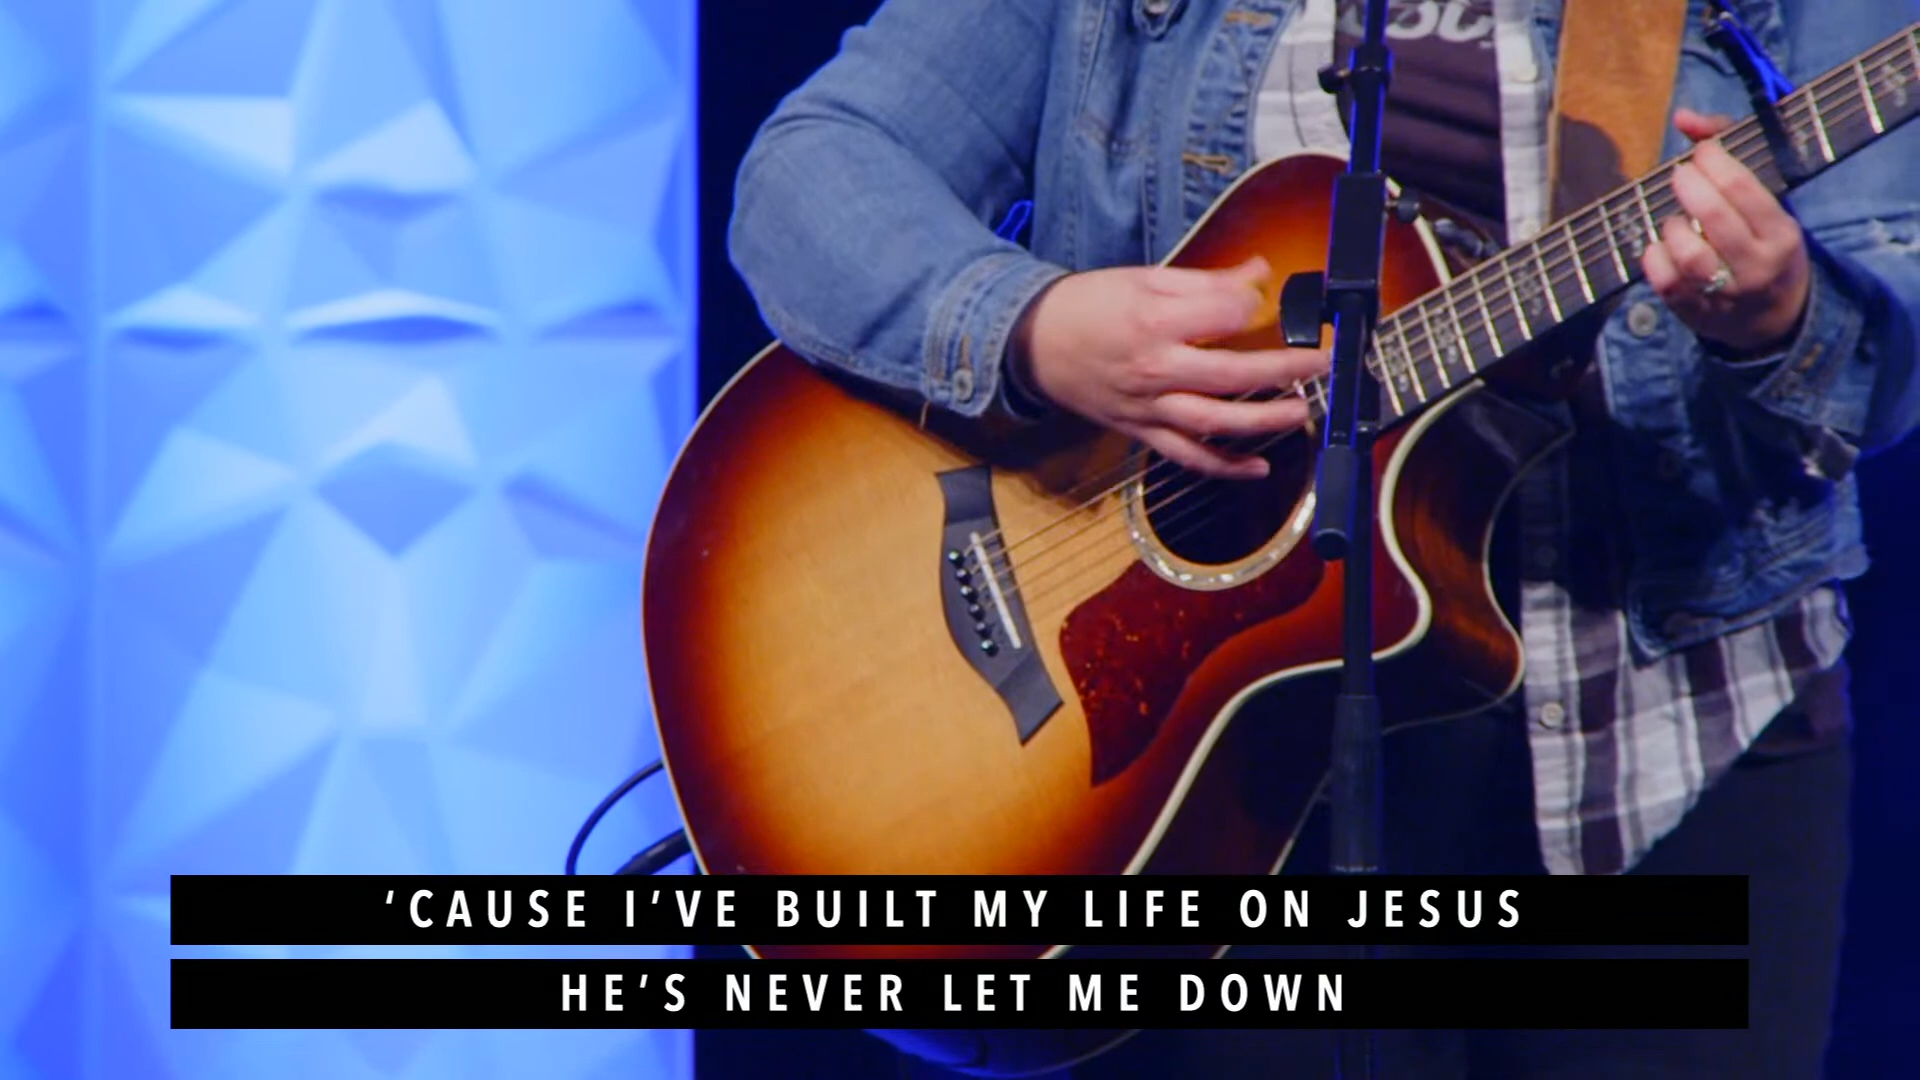 ‘CAUSE I’VE BUILT MY LIFE ON JESUS
HE’S NEVER LET ME DOWN